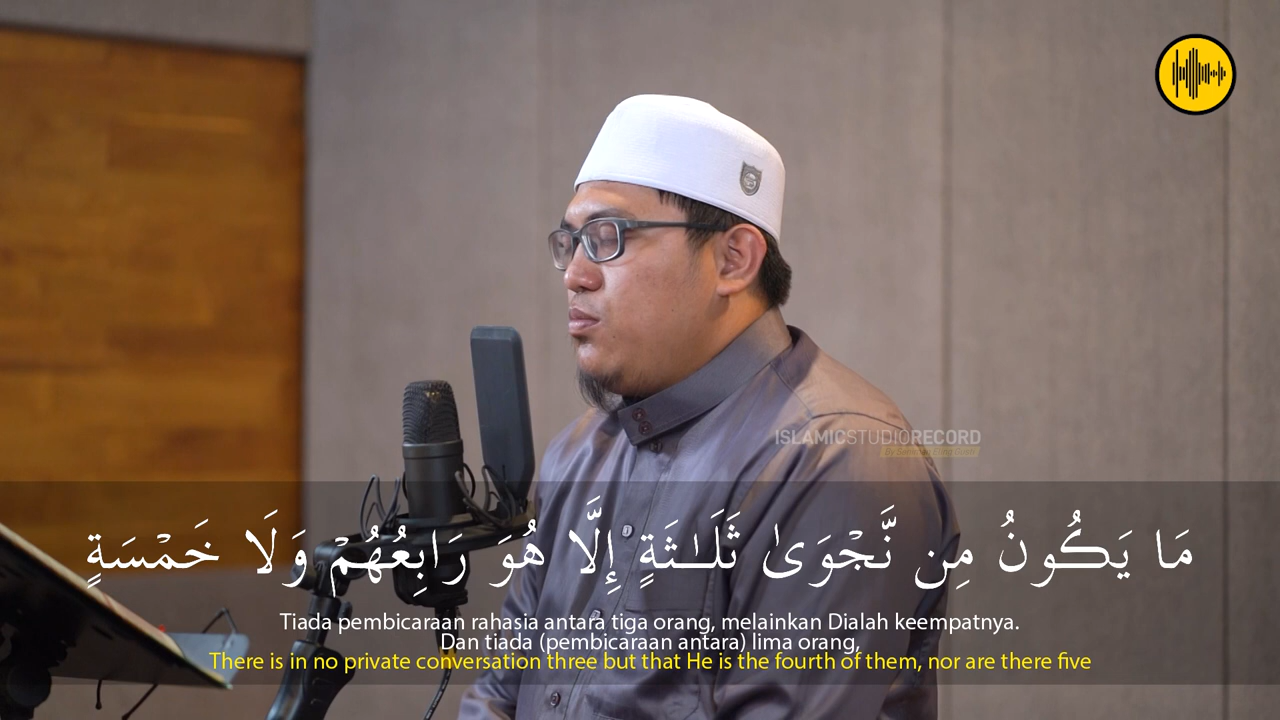 ISLAMICSTUDIORECORD
مَا يَكُونُ مِن نَّجْوَىٰ ثَلَـٰثَةٍ إِلَّا هُوَ رَابِعُهُمْ وَلَا خَمْسَةٍ
Tiada pembicaraan rahasia antara tiga orang, melainkan Dialah keempatnya.
Dan tiada (pembicaraan antara) lima orang,
There is in no private conversation three but that He is the fourth of them, nor are there five